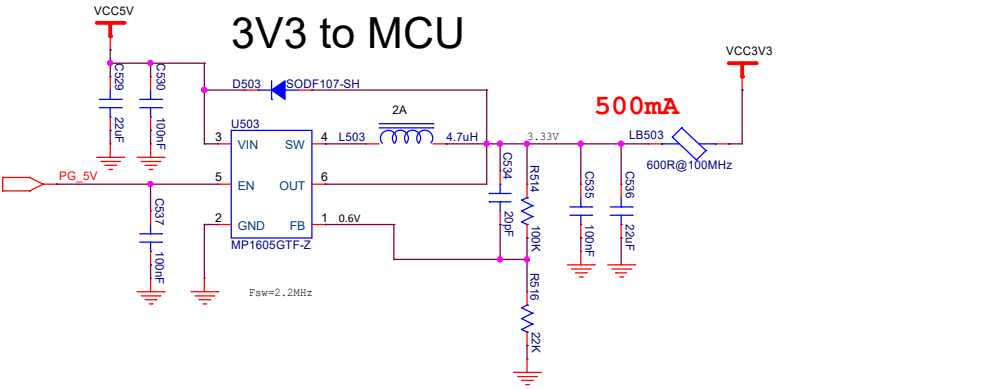 VCC5V
3V3 to MCU
VCC3V3
C529
22uF
C530
100nF
D503
SODF107-SH
2A
500mA
U503
3
VIN
SW
4
L503
4.7uH
3.33V
LB503
600R@100MHz
PG_5V
5
EN
OUT
6
C534
20pF
R514
100K
C535
100nF
C536
22uF
C537
100nF
2
GND
FB
1
0.6V
MP1605GTF-Z
Fsw=2.2MHz
R516
22K